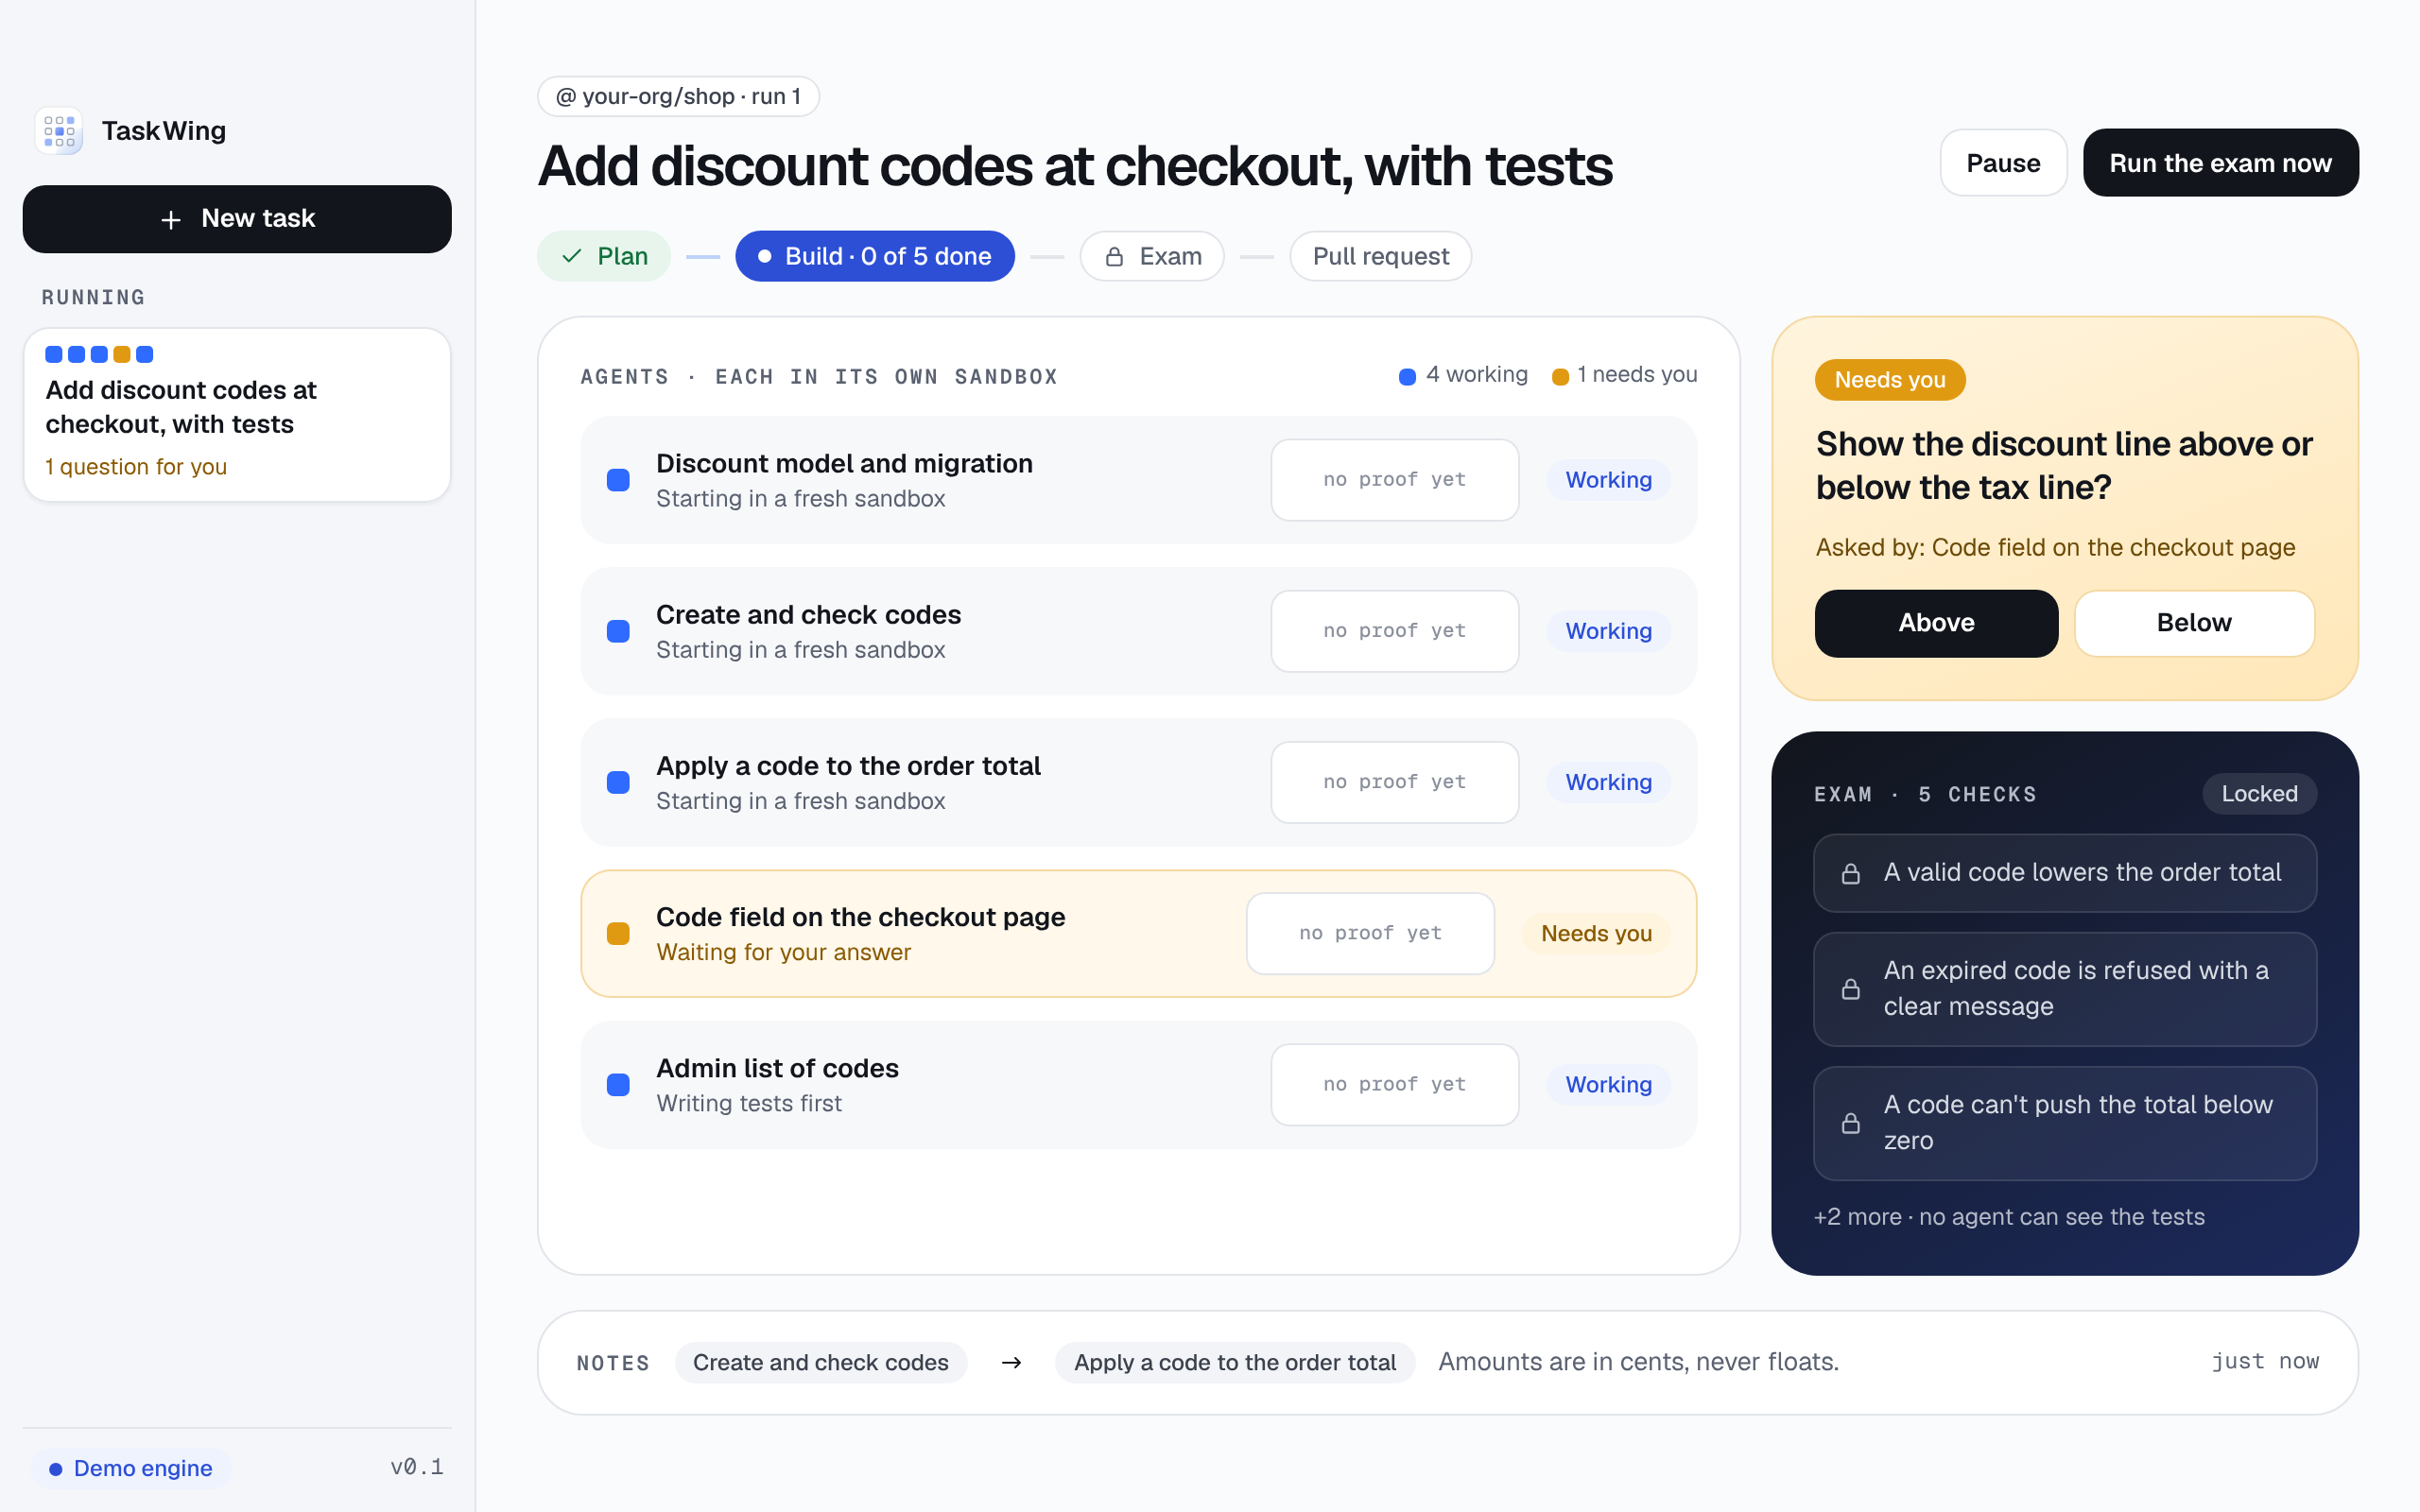 TaskWing
+ New task
RUNNING
Add discount codes at
checkout, with tests
1 question for you
Demo engine
v0.1
@ your-org/shop · run 1
Add discount codes at checkout, with tests
Pause
Run the exam now
Plan
Build · 0 of 5 done
Exam
Pull request
AGENTS · EACH IN ITS OWN SANDBOX
4 working
1 needs you
Discount model and migration
Starting in a fresh sandbox
no proof yet
Working
Create and check codes
Starting in a fresh sandbox
no proof yet
Working
Apply a code to the order total
Starting in a fresh sandbox
no proof yet
Working
Code field on the checkout page
Waiting for your answer
no proof yet
Needs you
Admin list of codes
Writing tests first
no proof yet
Working
Needs you
Show the discount line above or
below the tax line?
Asked by: Code field on the checkout page
Above
Below
EXAM · 5 CHECKS
Locked
A valid code lowers the order total
An expired code is refused with a
clear message
A code can't push the total below
zero
+2 more · no agent can see the tests
NOTES
Create and check codes
→
Apply a code to the order total
Amounts are in cents, never floats.
just now